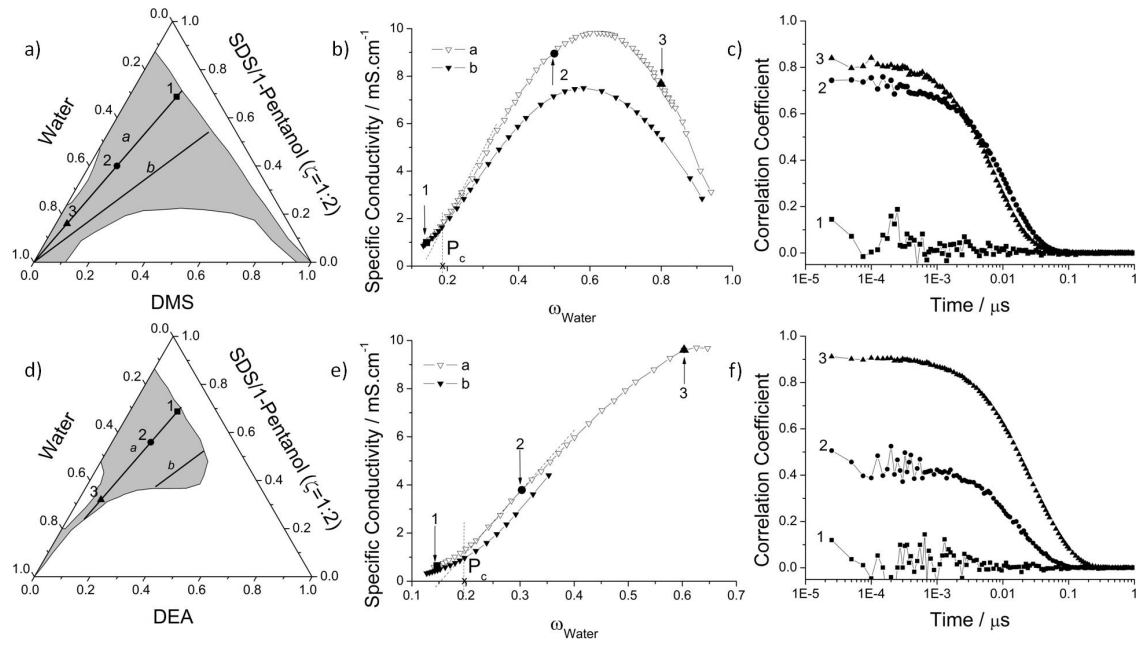 a)
0.0
1.0
0.2
0.8
0.4
0.6
0.6
0.4
0.8
0.2
1.0
0.0
0.0 0.2 0.4 0.6 0.8 1.0
Water
SDS/1-Pentanol (ζ=1:2)
DMS
1
a
2
b
3
b)
10
8
6
4
2
0
0.2 0.4 0.6 0.8 1.0
Specific Conductivity / mS.cm⁻¹
ωWater
a
b
1
2
3
Pc
c)
1.0
0.8
0.6
0.4
0.2
0.0
1E-5 1E-4 1E-3 0.01 0.1 1
Correlation Coefficient
Time / μs
3
2
1
d)
0.0
1.0
0.2
0.8
0.4
0.6
0.6
0.4
0.8
0.2
1.0
0.0
0.0 0.2 0.4 0.6 0.8 1.0
Water
SDS/1-Pentanol (ζ=1:2)
DEA
1
2
a
b
3
e)
10
8
6
4
2
0
0.1 0.2 0.3 0.4 0.5 0.6 0.7
Specific Conductivity / mS.cm⁻¹
ωWater
a
b
1
2
3
Pc
f)
1.0
0.8
0.6
0.4
0.2
0.0
1E-5 1E-4 1E-3 0.01 0.1 1
Correlation Coefficient
Time / μs
3
2
1